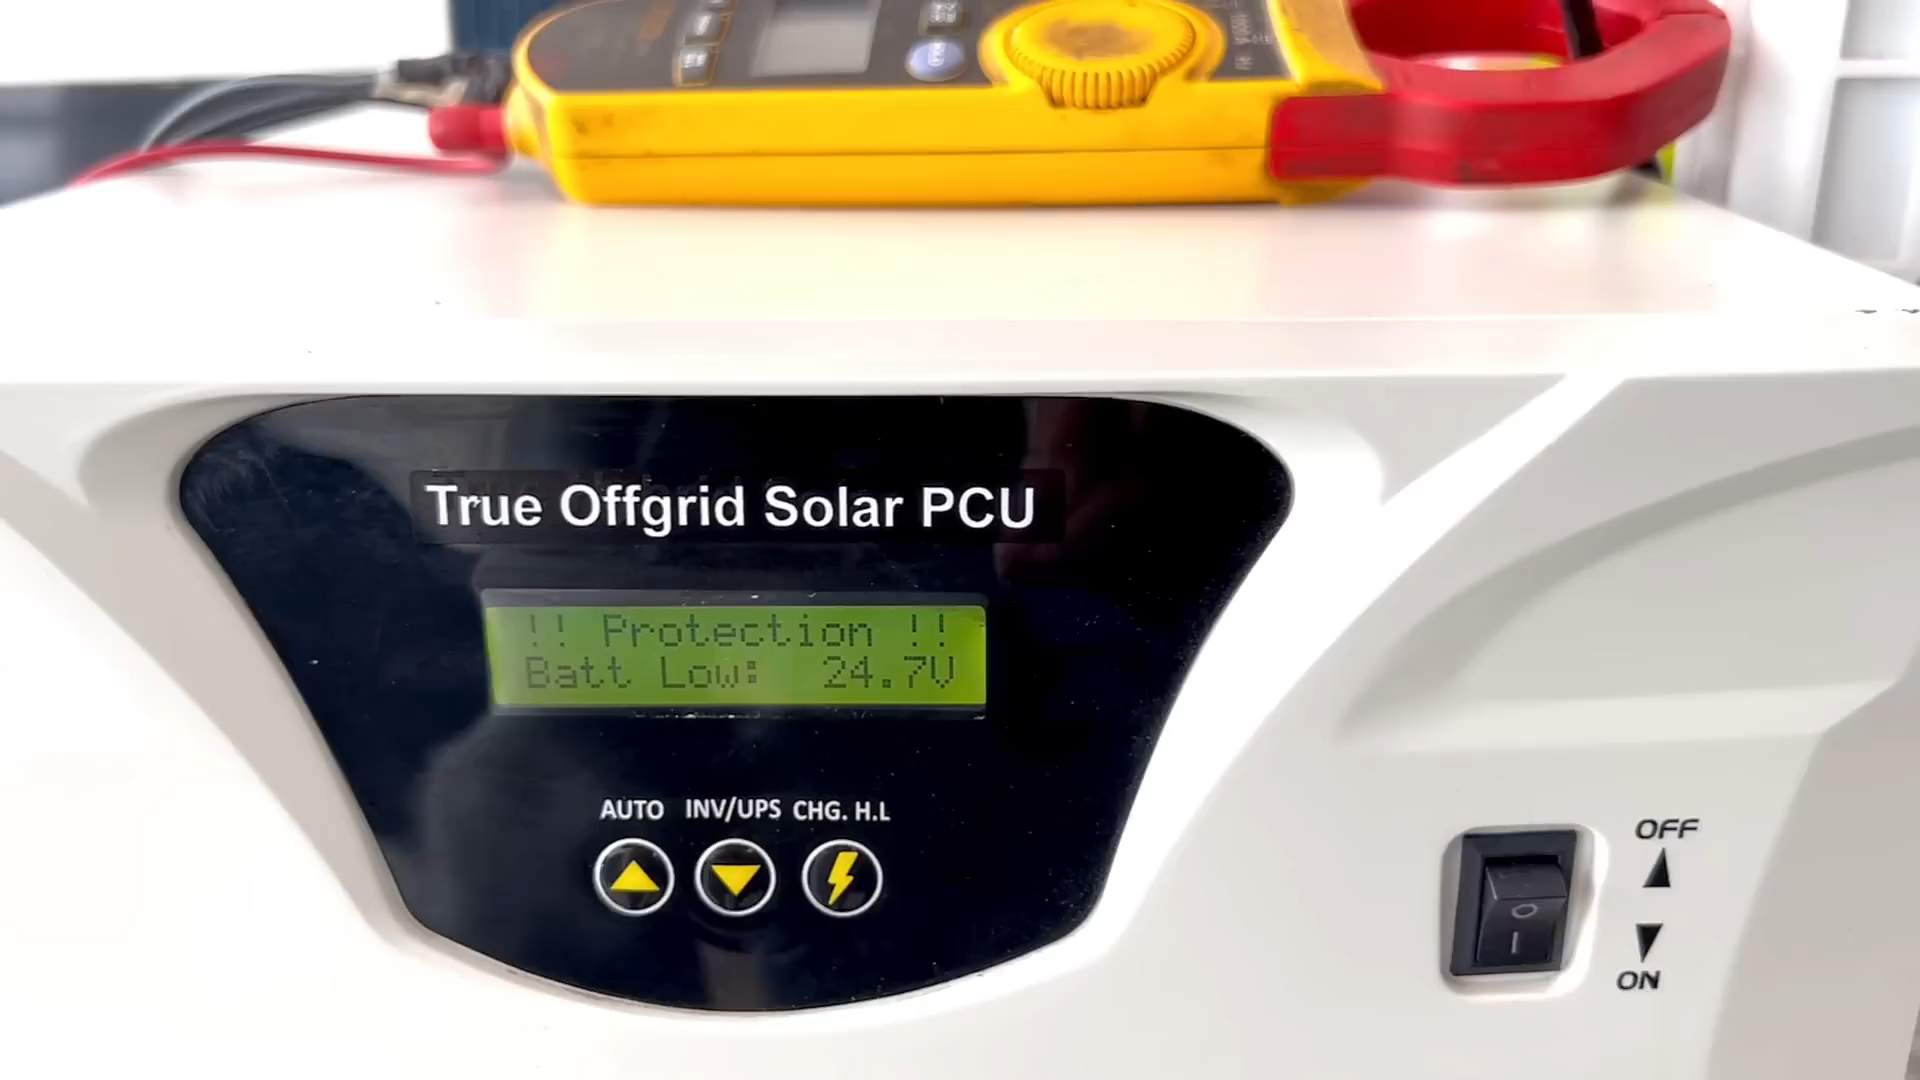 True Offgrid Solar PCU
!! Protection !!
Batt Low: 24.7V
AUTO INV/UPS CHG. H.L
OFF
ON